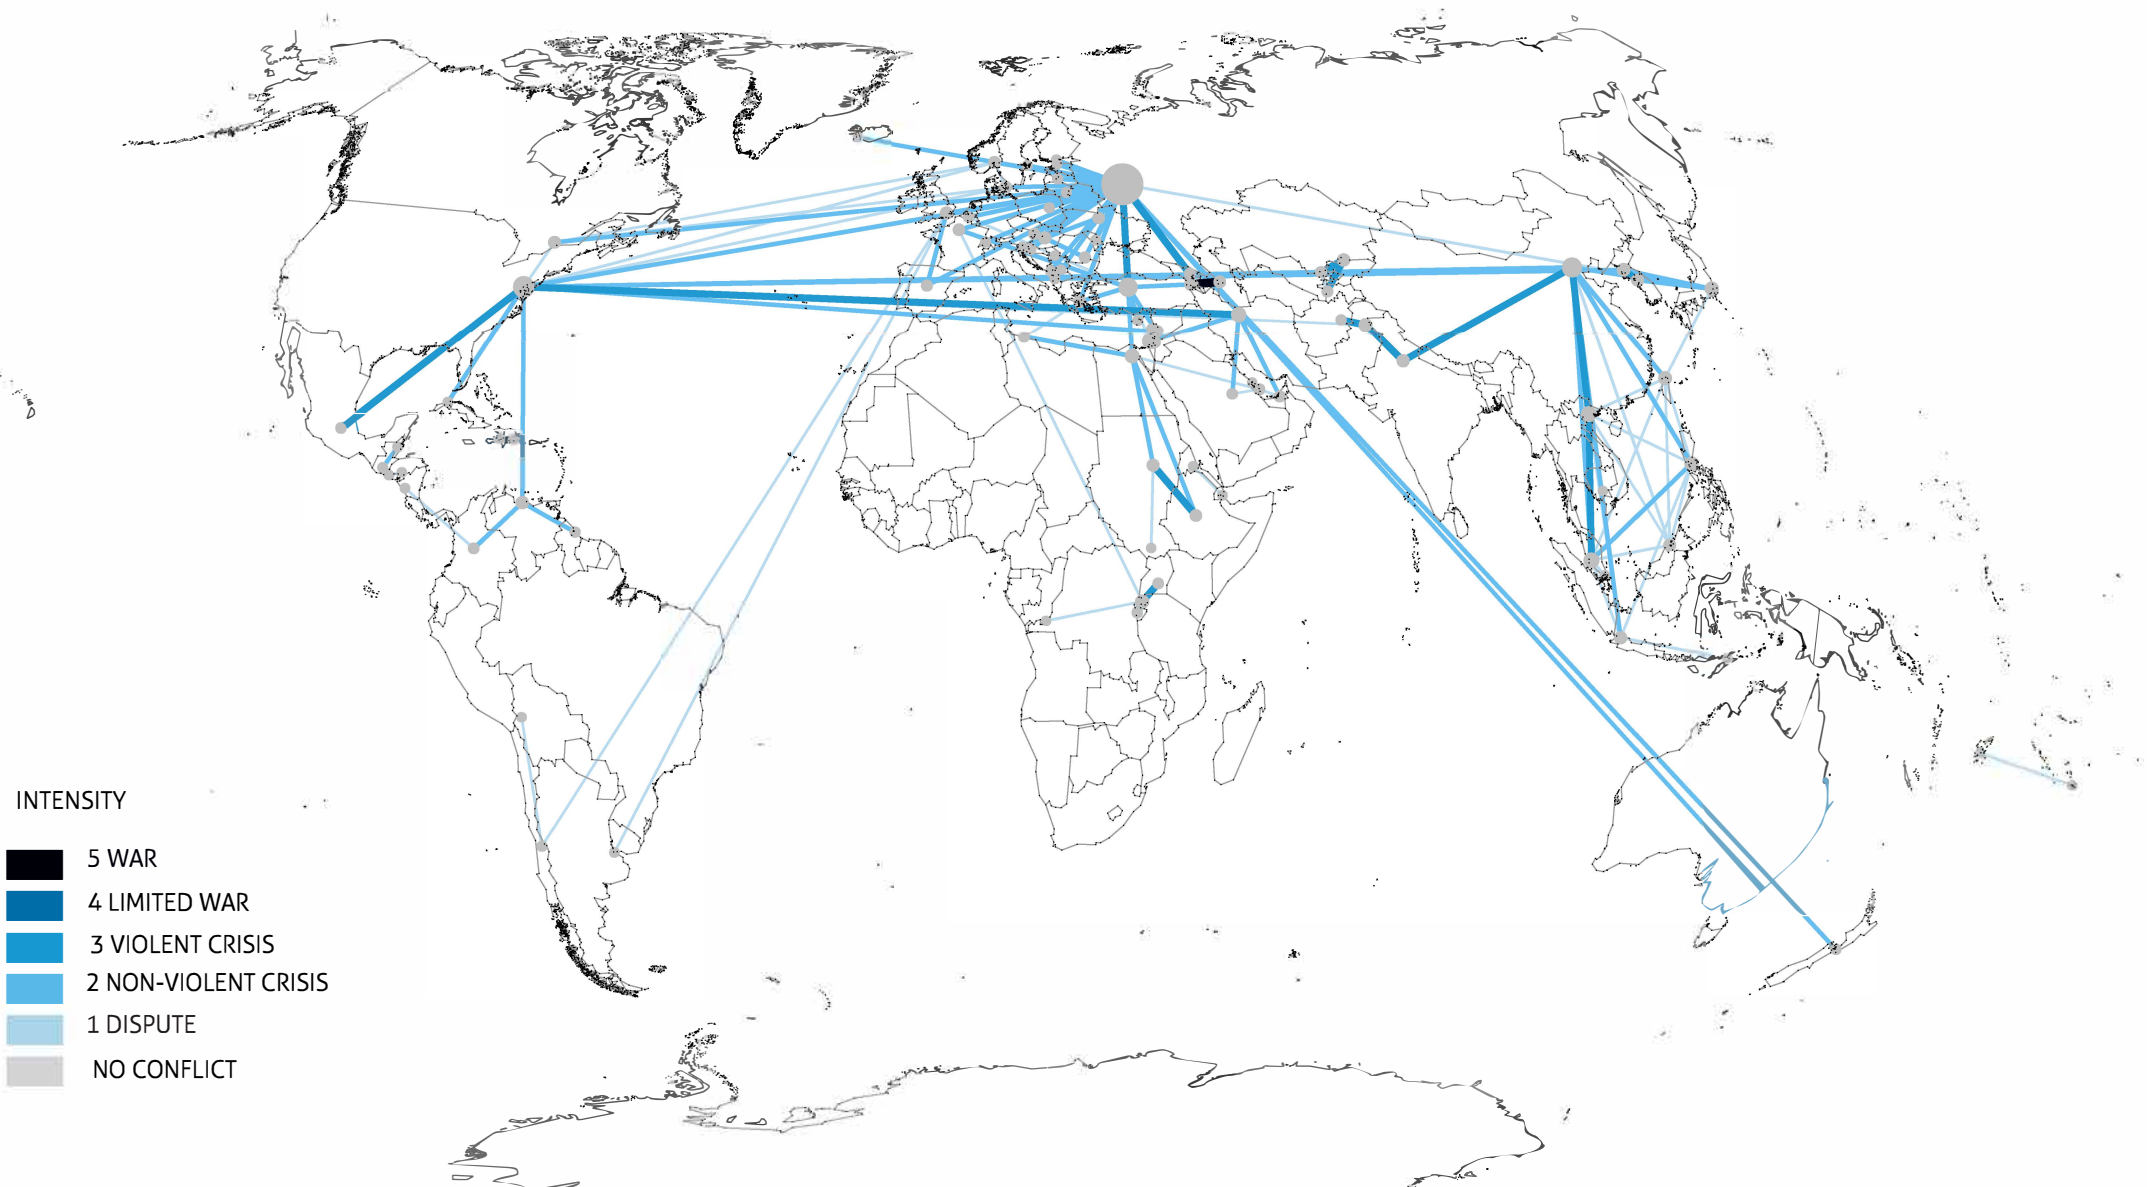 INTENSITY
5 WAR
4 LIMITED WAR
3 VIOLENT CRISIS
2 NON-VIOLENT CRISIS
1 DISPUTE
NO CONFLICT